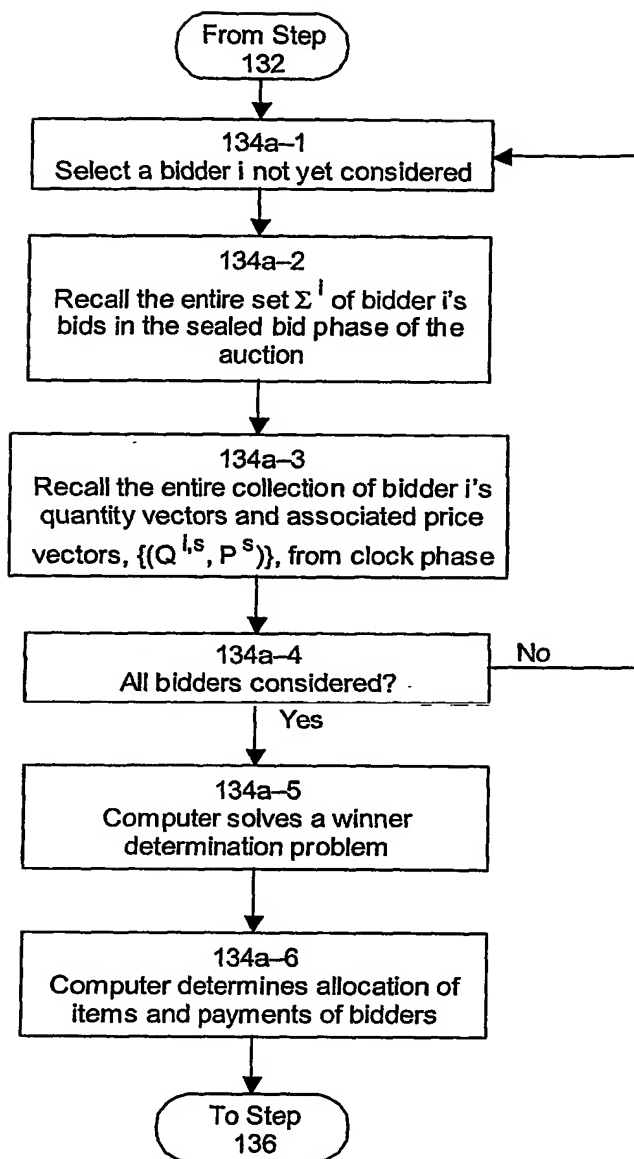 From Step
132
134a–1
Select a bidder i not yet considered
134a–2
Recall the entire set Σ^i of bidder i's
bids in the sealed bid phase of the
auction
134a–3
Recall the entire collection of bidder i's
quantity vectors and associated price
vectors, {(Q^i,s, P^s)}, from clock phase
134a–4
All bidders considered?
No
Yes
134a–5
Computer solves a winner
determination problem
134a–6
Computer determines allocation of
items and payments of bidders
To Step
136